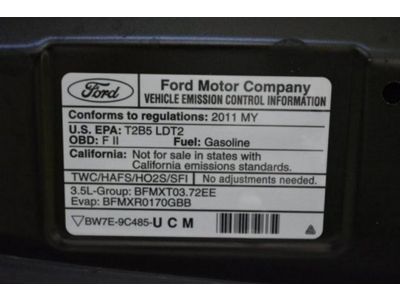 Ford
Ford Motor Company
VEHICLE EMISSION CONTROL INFORMATION
Conforms to regulations: 2011 MY
U.S. EPA: T2B5 LDT2
OBD: F II Fuel: Gasoline
California: Not for sale in states with
California emissions standards.
TWC/HAFS/HO2S/SFI No adjustments needed.
3.5L-Group: BFMXT03.72EE
Evap: BFMXR0170GBB
BW7E-9C485-UCM